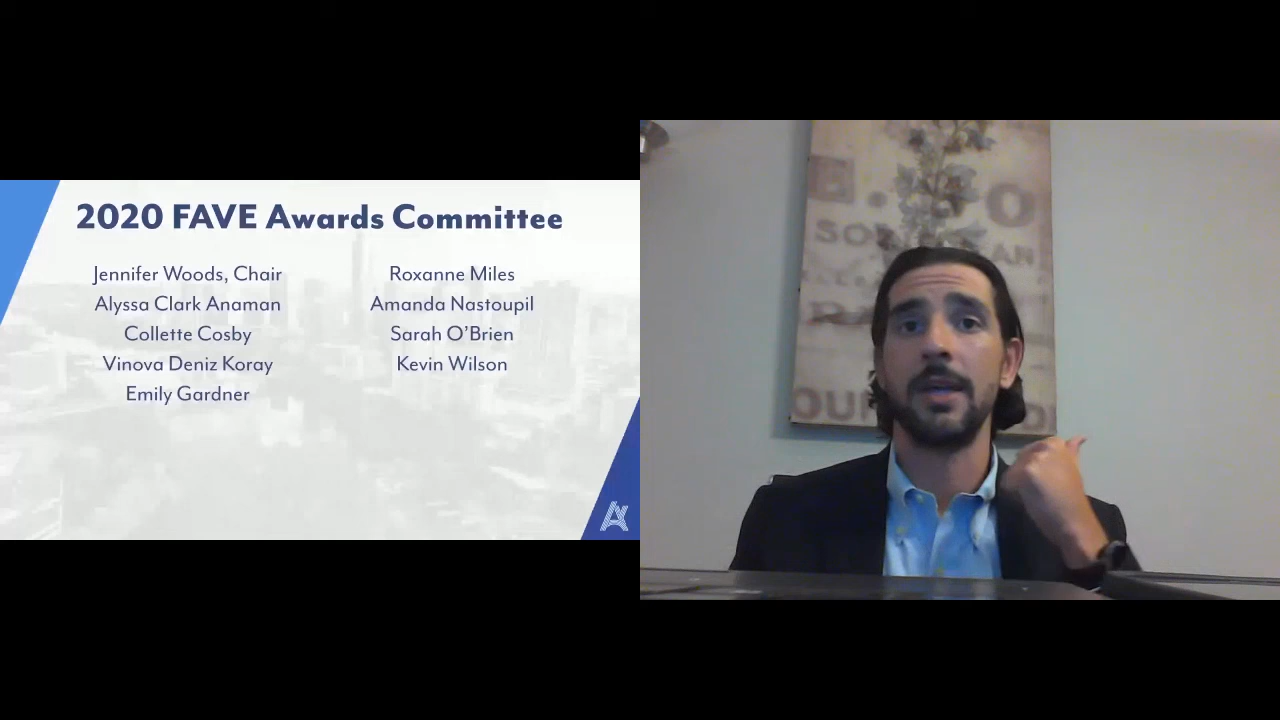 2020 FAVE Awards Committee
Jennifer Woods, Chair
Alyssa Clark Anaman
Collette Cosby
Vinova Deniz Koray
Emily Gardner
Roxanne Miles
Amanda Nastoupil
Sarah O’Brien
Kevin Wilson